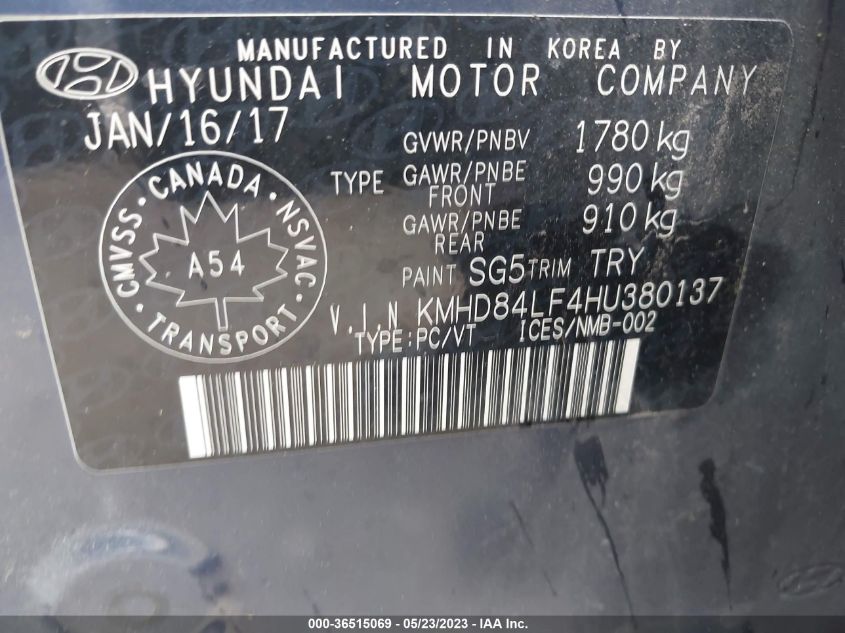 MANUFACTURED IN KOREA BY
HYUNDAI MOTOR COMPANY
JAN/16/17
GVWR/PNBV 1780 kg
TYPE GAWR/PNBE FRONT 990 kg
GAWR/PNBE REAR 910 kg
PAINT SG5 TRIM TRY
V.I.N KMHD84LF4HU380137
TYPE:PC/VT ICES/NMB-002
CMVSS · CANADA · NSVAC · TRANSPORT ·
A54
000-36515069 - 05/23/2023 - IAA Inc.